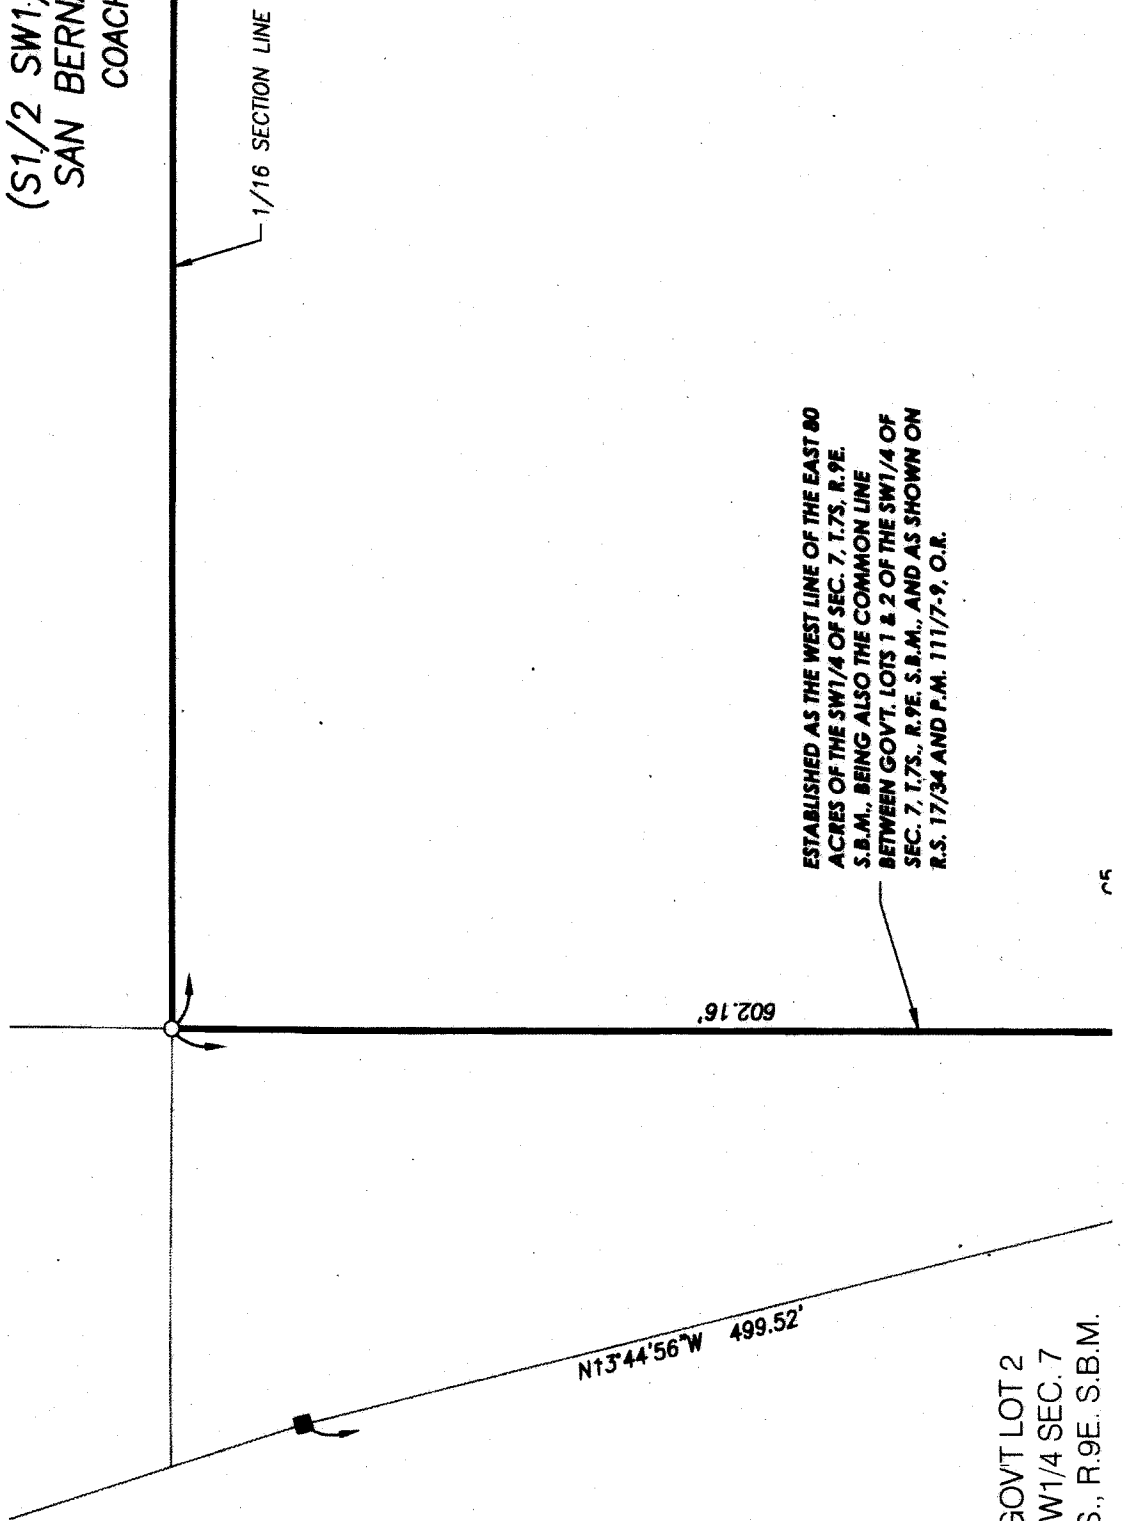 (S1/2 SW1/
SAN BERN
COACH
1/16 SECTION LINE
ESTABLISHED AS THE WEST LINE OF THE EAST 80
ACRES OF THE SW1/4 OF SEC. 7, T.7S, R.9E.
S.B.M., BEING ALSO THE COMMON LINE
BETWEEN GOV'T. LOTS 1 & 2 OF THE SW1/4 OF
SEC. 7, T.7S., R.9E. S.B.M., AND AS SHOWN ON
R.S. 17/34 AND P.M. 111/7-9, O.R.
602.16'
N13°44'56"W 499.52'
GOV'T LOT 2
W1/4 SEC. 7
S., R.9E. S.B.M.